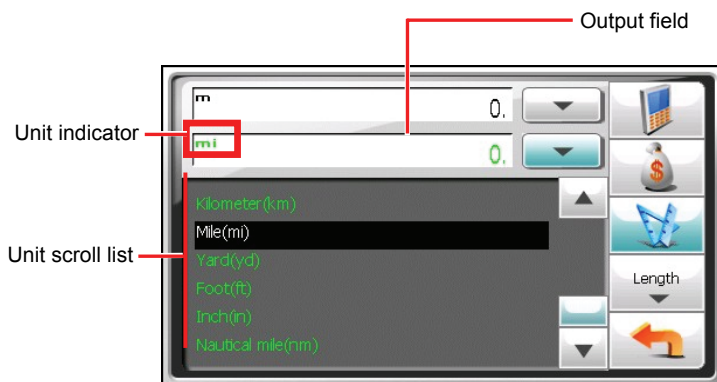 Output field
m
0.
Unit indicator
mi
0.
$
Kilometer(km)
Mile(mi)
Unit scroll list
Yard(yd)
Foot(ft)
Length
Inch(in)
Nautical mile(nm)